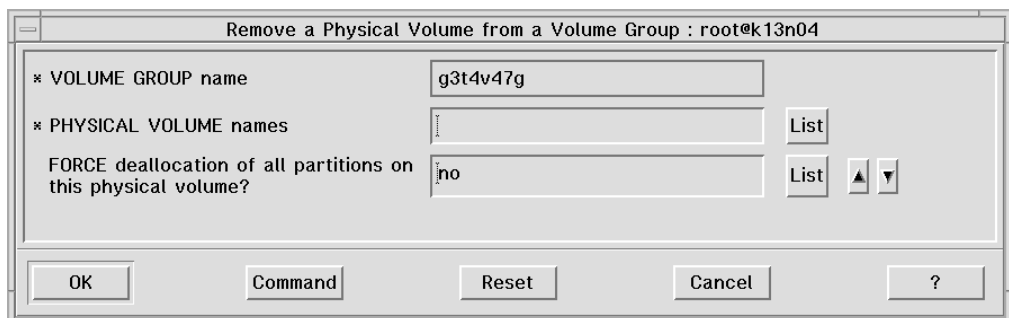 Remove a Physical Volume from a Volume Group : root@k13n04
* VOLUME GROUP name
g3t4v47g
* PHYSICAL VOLUME names
List
FORCE deallocation of all partitions on
this physical volume?
no
List
OK
Command
Reset
Cancel
?